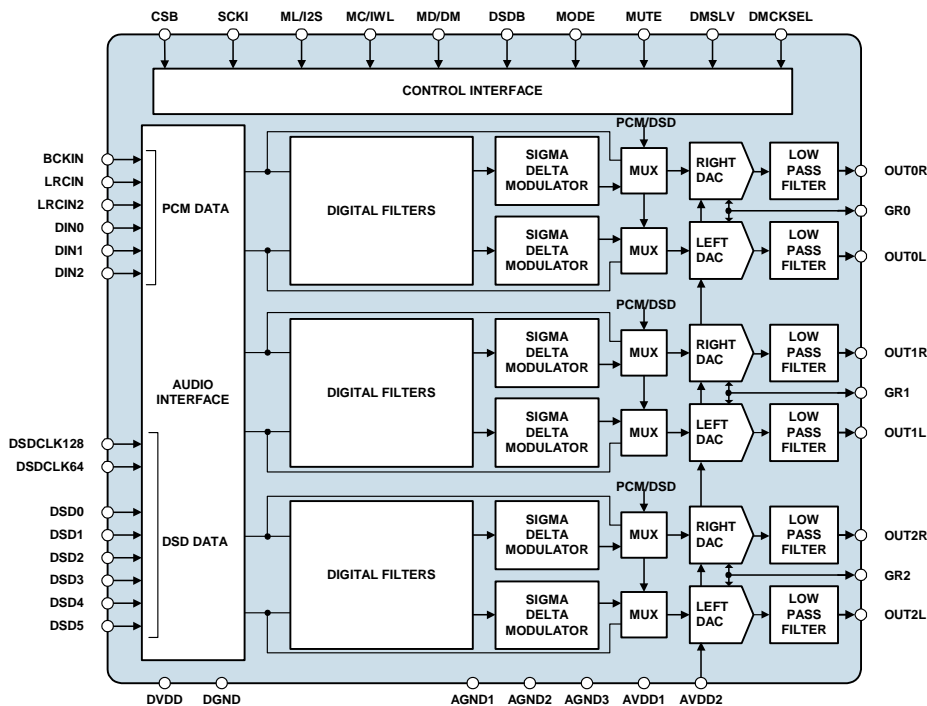 CSB
SCKI
ML/I2S
MC/IWL
MD/DM
DSDB
MODE
MUTE
DMSLV
DMCKSEL
CONTROL INTERFACE
BCKIN
LRCIN
LRCIN2
DIN0
DIN1
DIN2
PCM DATA
AUDIO
INTERFACE
DSDCLK128
DSDCLK64
DSD0
DSD1
DSD2
DSD3
DSD4
DSD5
DSD DATA
DIGITAL FILTERS
SIGMA
DELTA
MODULATOR
SIGMA
DELTA
MODULATOR
PCM/DSD
MUX
MUX
RIGHT
DAC
LEFT
DAC
LOW
PASS
FILTER
LOW
PASS
FILTER
OUT0R
GR0
OUT0L
DIGITAL FILTERS
SIGMA
DELTA
MODULATOR
SIGMA
DELTA
MODULATOR
PCM/DSD
MUX
MUX
RIGHT
DAC
LEFT
DAC
LOW
PASS
FILTER
LOW
PASS
FILTER
OUT1R
GR1
OUT1L
DIGITAL FILTERS
SIGMA
DELTA
MODULATOR
SIGMA
DELTA
MODULATOR
PCM/DSD
MUX
MUX
RIGHT
DAC
LEFT
DAC
LOW
PASS
FILTER
LOW
PASS
FILTER
OUT2R
GR2
OUT2L
DVDD
DGND
AGND1
AGND2
AGND3
AVDD1
AVDD2